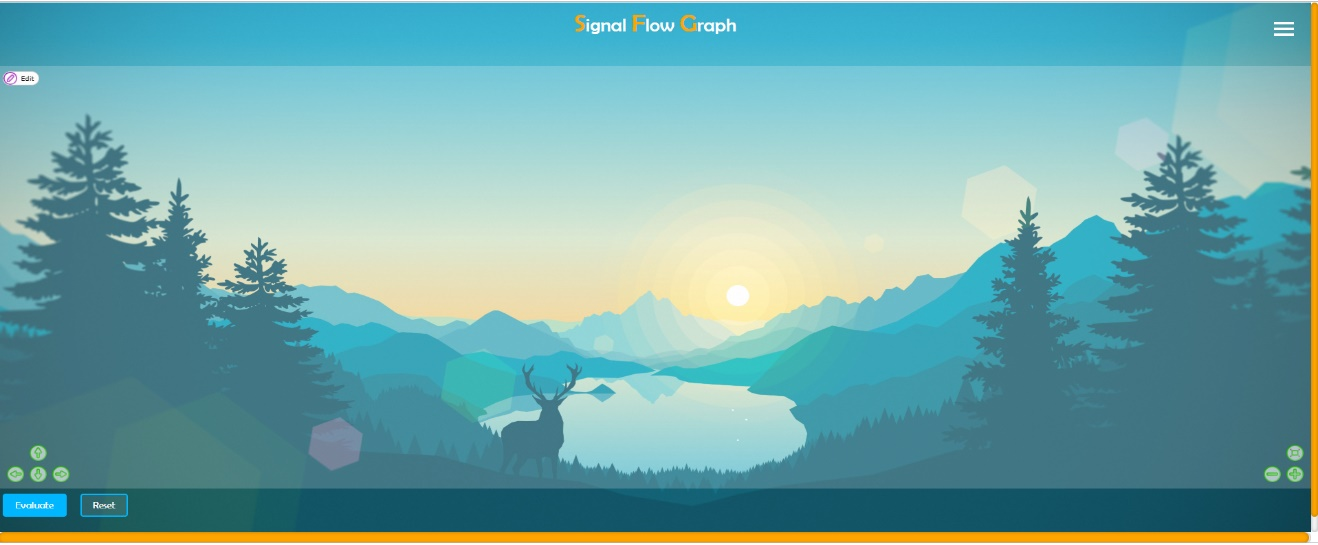 Signal Flow Graph
Edit
Evaluate
Reset